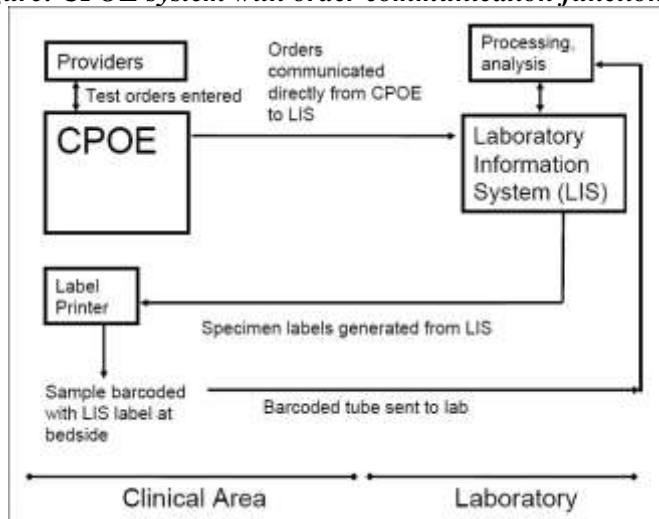 gure: CPOE system with order communication function
Providers
Test orders entered
CPOE
Orders
communicated
directly from CPOE
to LIS
Processing,
analysis
Laboratory
Information
System (LIS)
Label
Printer
Specimen labels generated from LIS
Sample barcoded
with LIS label at
bedside
Barcoded tube sent to lab
Clinical Area
Laboratory